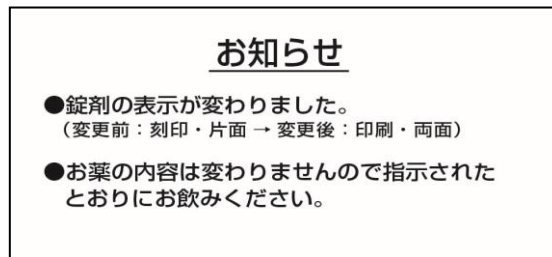 お知らせ
●錠剤の表示が変わりました。
（変更前：刻印・片面 → 変更後：印刷・両面）
●お薬の内容は変わりませんので指示された
とおりにお飲みください。